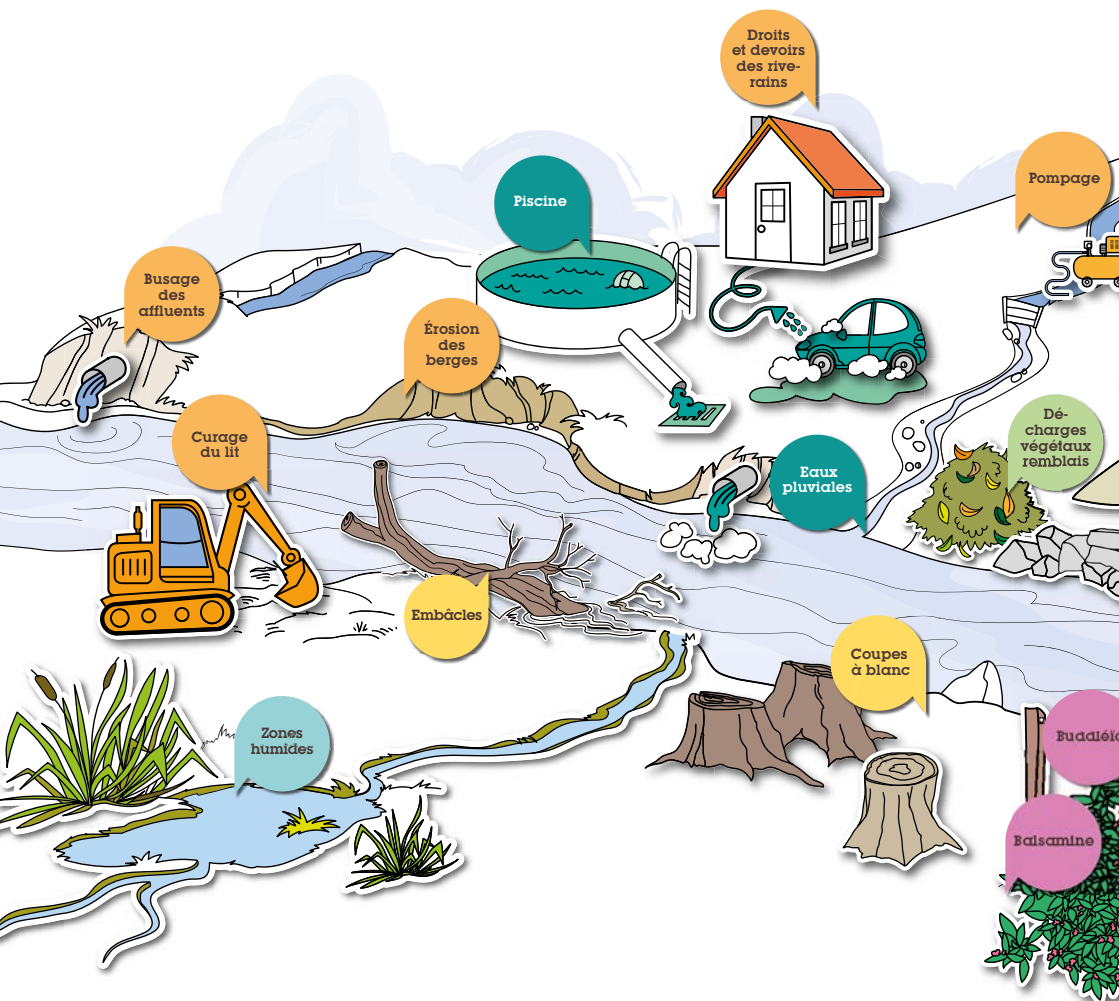 Droits
et devoirs
des rive-
rains
Pompage
Piscine
Busage
des
affluents
Érosion
des
berges
Curage
du lit
Dé-
charges
végétaux
remblais
Eaux
pluviales
Embâcles
Coupes
à blanc
Zones
humides
Balsamine